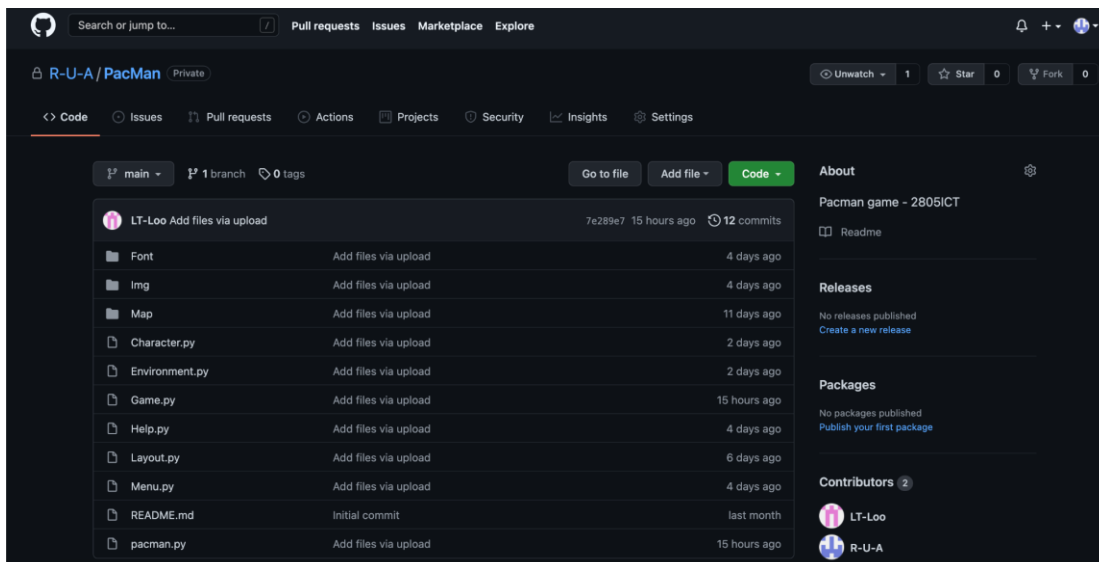 Search or jump to... / Pull requests Issues Marketplace Explore
R-U-A / PacMan Private Unwatch 1 Star 0 Fork 0
<> Code Issues Pull requests Actions Projects Security Insights Settings
main 1 branch 0 tags Go to file Add file Code
LT-Loo Add files via upload 7e289e7 15 hours ago 12 commits
Font Add files via upload 4 days ago
Img Add files via upload 4 days ago
Map Add files via upload 11 days ago
Character.py Add files via upload 2 days ago
Environment.py Add files via upload 2 days ago
Game.py Add files via upload 15 hours ago
Help.py Add files via upload 4 days ago
Layout.py Add files via upload 6 days ago
Menu.py Add files via upload 4 days ago
README.md Initial commit last month
pacman.py Add files via upload 15 hours ago
About
Pacman game - 2805ICT
Readme
Releases
No releases published
Create a new release
Packages
No packages published
Publish your first package
Contributors 2
LT-Loo
R-U-A